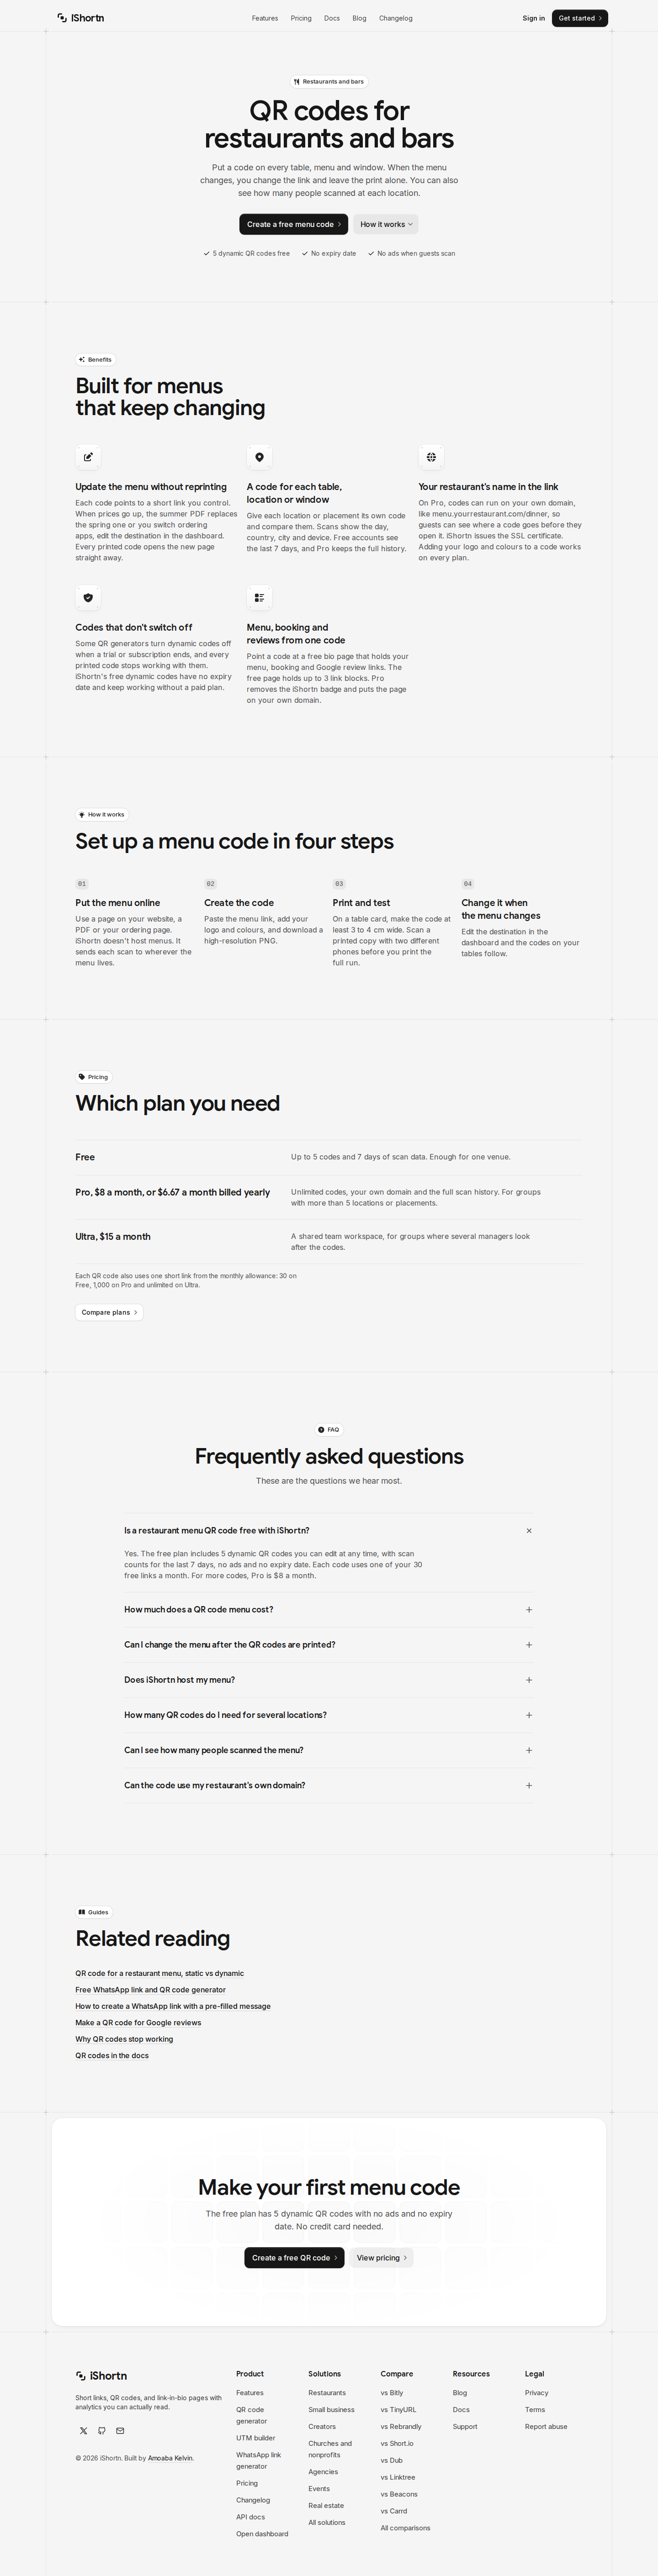 iShortn
Features
Pricing
Docs
Blog
Changelog
Sign in
Get started
Restaurants and bars
QR codes for
restaurants and bars
Put a code on every table, menu and window. When the menu
changes, you change the link and leave the print alone. You can also
see how many people scanned at each location.
Create a free menu code
How it works
5 dynamic QR codes free
No expiry date
No ads when guests scan
Benefits
Built for menus
that keep changing
Update the menu without reprinting
Each code points to a short link you control.
When prices go up, the summer PDF replaces
the spring one or you switch ordering
apps, edit the destination in the dashboard.
Every printed code opens the new page
straight away.
A code for each table,
location or window
Give each location or placement its own code
and compare them. Scans show the day,
country, city and device. Free accounts see
the last 7 days, and Pro keeps the full history.
Your restaurant's name in the link
On Pro, codes can run on your own domain,
like menu.yourrestaurant.com/dinner, so
guests can see where a code goes before they
open it. iShortn issues the SSL certificate.
Adding your logo and colours to a code works
on every plan.
Codes that don't switch off
Some QR generators turn dynamic codes off
when a trial or subscription ends, and every
printed code stops working with them.
iShortn's free dynamic codes have no expiry
date and keep working without a paid plan.
Menu, booking and
reviews from one code
Point a code at a free bio page that holds your
menu, booking and Google review links. The
free page holds up to 3 link blocks. Pro
removes the iShortn badge and puts the page
on your own domain.
How it works
Set up a menu code in four steps
01
Put the menu online
Use a page on your website, a
PDF or your ordering page.
iShortn doesn't host menus. It
sends each scan to wherever the
menu lives.
02
Create the code
Paste the menu link, add your
logo and colours, and download a
high-resolution PNG.
03
Print and test
On a table card, make the code at
least 3 to 4 cm wide. Scan a
printed copy with two different
phones before you print the
full run.
04
Change it when
the menu changes
Edit the destination in the
dashboard and the codes on your
tables follow.
Pricing
Which plan you need
Free
Up to 5 codes and 7 days of scan data. Enough for one venue.
Pro, $8 a month, or $6.67 a month billed yearly
Unlimited codes, your own domain and the full scan history. For groups
with more than 5 locations or placements.
Ultra, $15 a month
A shared team workspace, for groups where several managers look
after the codes.
Each QR code also uses one short link from the monthly allowance: 30 on
Free, 1,000 on Pro and unlimited on Ultra.
Compare plans
FAQ
Frequently asked questions
These are the questions we hear most.
Is a restaurant menu QR code free with iShortn?
Yes. The free plan includes 5 dynamic QR codes you can edit at any time, with scan
counts for the last 7 days, no ads and no expiry date. Each code uses one of your 30
free links a month. For more codes, Pro is $8 a month.
How much does a QR code menu cost?
Can I change the menu after the QR codes are printed?
Does iShortn host my menu?
How many QR codes do I need for several locations?
Can I see how many people scanned the menu?
Can the code use my restaurant's own domain?
Guides
Related reading
QR code for a restaurant menu, static vs dynamic
Free WhatsApp link and QR code generator
How to create a WhatsApp link with a pre-filled message
Make a QR code for Google reviews
Why QR codes stop working
QR codes in the docs
Make your first menu code
The free plan has 5 dynamic QR codes with no ads and no expiry
date. No credit card needed.
Create a free QR code
View pricing
iShortn
Short links, QR codes, and link-in-bio pages with
analytics you can actually read.
© 2026 iShortn. Built by Amoaba Kelvin.
Product
Features
QR code
generator
UTM builder
WhatsApp link
generator
Pricing
Changelog
API docs
Open dashboard
Solutions
Restaurants
Small business
Creators
Churches and
nonprofits
Agencies
Events
Real estate
All solutions
Compare
vs Bitly
vs TinyURL
vs Rebrandly
vs Short.io
vs Dub
vs Linktree
vs Beacons
vs Carrd
All comparisons
Resources
Blog
Docs
Support
Legal
Privacy
Terms
Report abuse